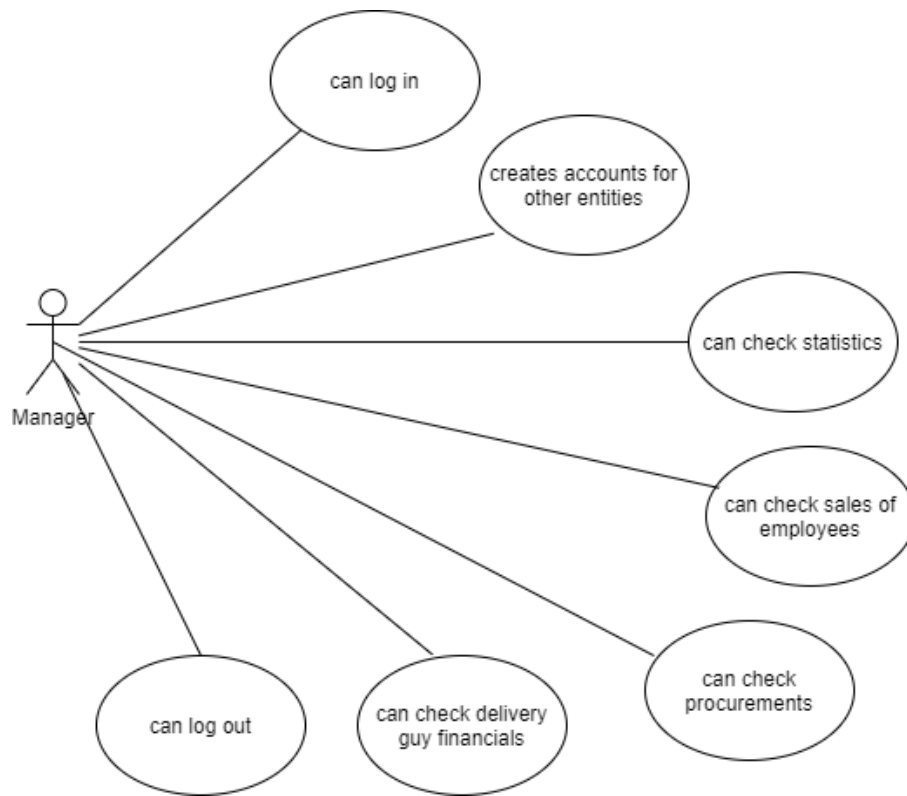 can log in
creates accounts for
other entities
can check statistics
Manager
can check sales of
employees
can check
procurements
can check delivery
guy financials
can log out